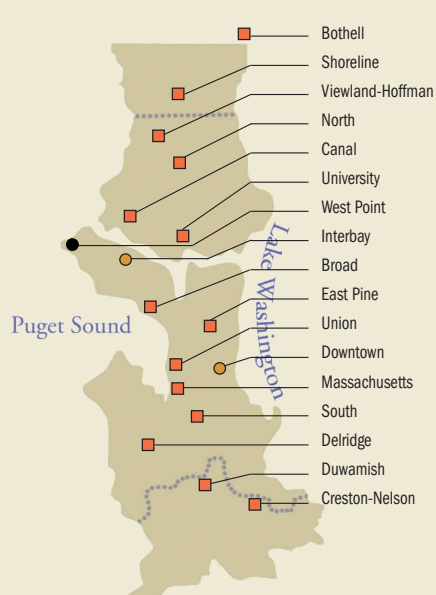 Bothell
Shoreline
Viewland-Hoffman
North
Canal
University
West Point
Interbay
Broad
East Pine
Union
Downtown
Massachusetts
South
Delridge
Duwamish
Creston-Nelson
Puget Sound
Lake Washington